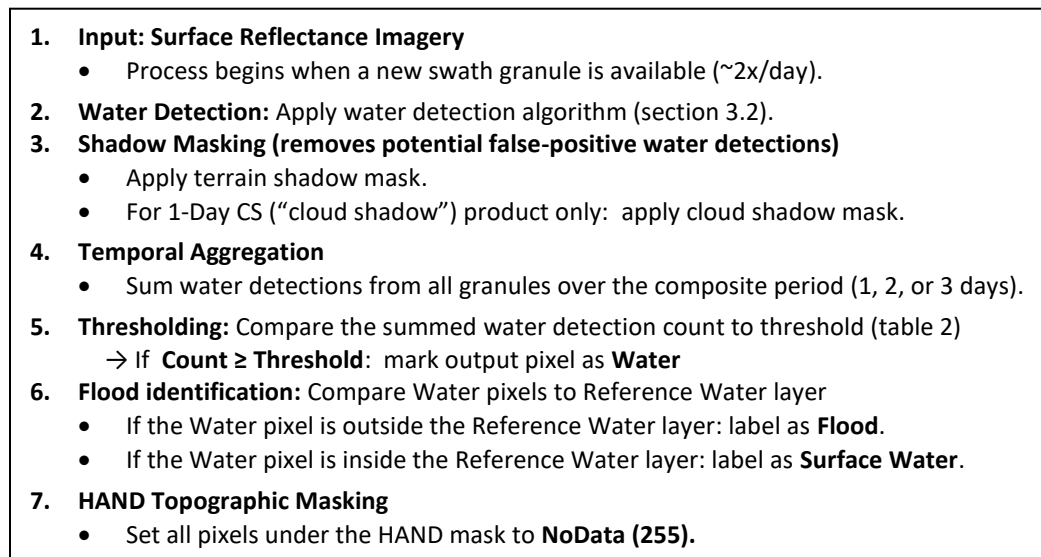 1. Input: Surface Reflectance Imagery
• Process begins when a new swath granule is available (~2x/day).
2. Water Detection: Apply water detection algorithm (section 3.2).
3. Shadow Masking (removes potential false-positive water detections)
• Apply terrain shadow mask.
• For 1-Day CS (“cloud shadow”) product only: apply cloud shadow mask.
4. Temporal Aggregation
• Sum water detections from all granules over the composite period (1, 2, or 3 days).
5. Thresholding: Compare the summed water detection count to threshold (table 2)
→ If Count ≥ Threshold: mark output pixel as Water
6. Flood identification: Compare Water pixels to Reference Water layer
• If the Water pixel is outside the Reference Water layer: label as Flood.
• If the Water pixel is inside the Reference Water layer: label as Surface Water.
7. HAND Topographic Masking
• Set all pixels under the HAND mask to NoData (255).